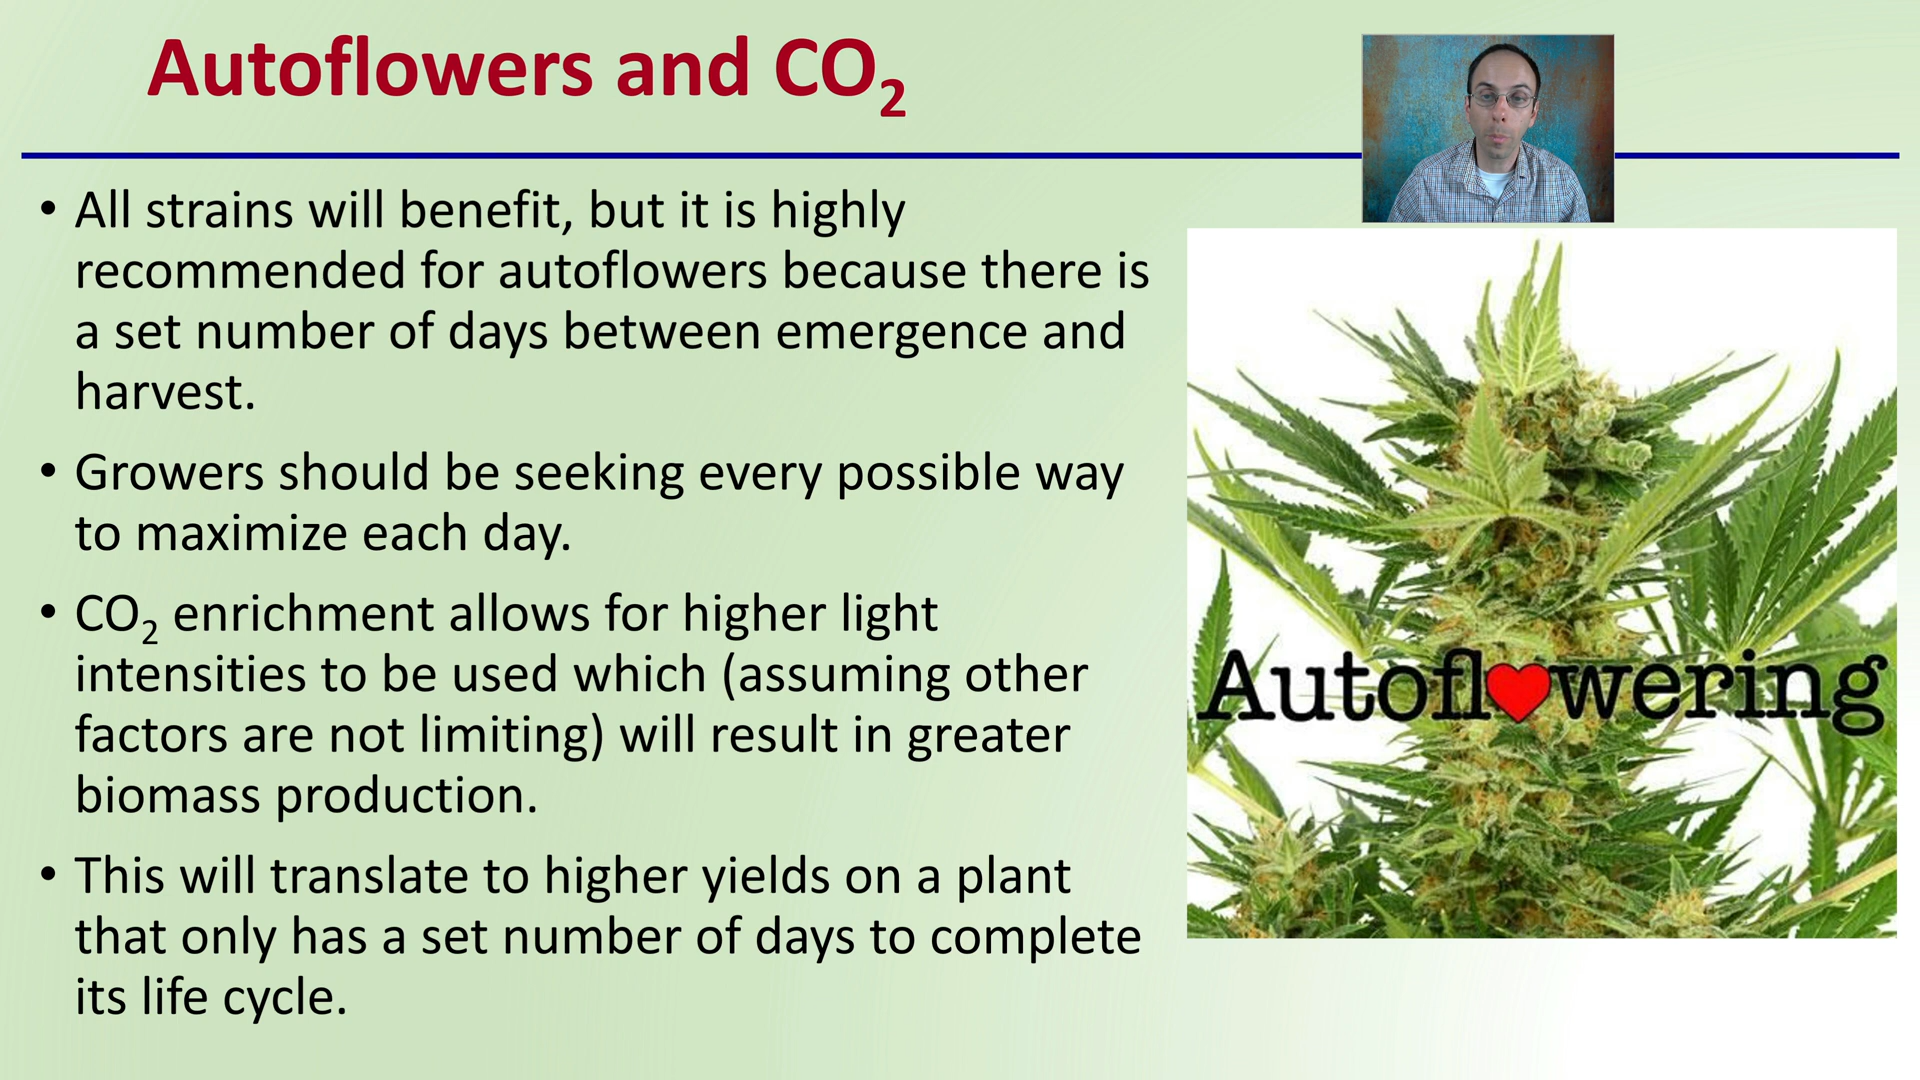 Autoflowers and CO₂
• All strains will benefit, but it is highly
recommended for autoflowers because there is
a set number of days between emergence and
harvest.
• Growers should be seeking every possible way
to maximize each day.
• CO₂ enrichment allows for higher light
intensities to be used which (assuming other
factors are not limiting) will result in greater
biomass production.
• This will translate to higher yields on a plant
that only has a set number of days to complete
its life cycle.
Autofl❤wering